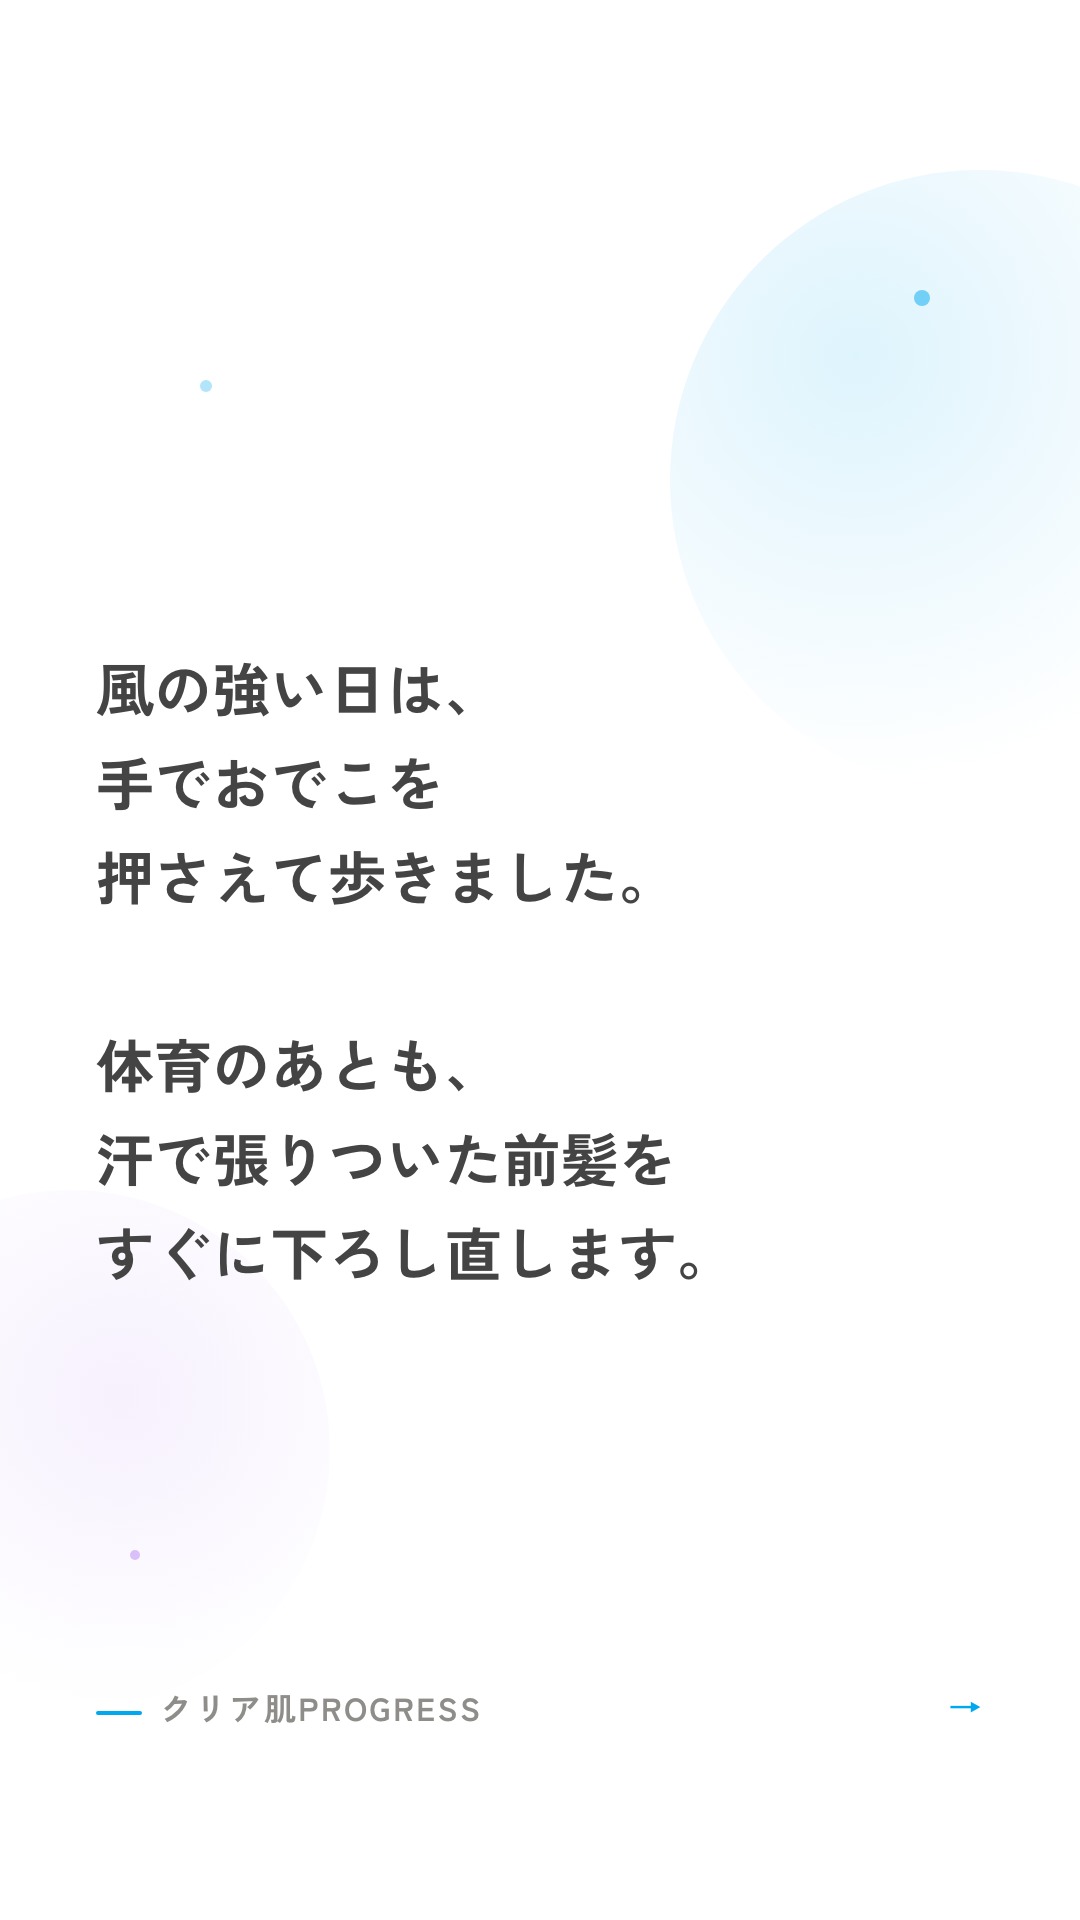 風の強い日は、
手でおでこを
押さえて歩きました。
体育のあとも、
汗で張りついた前髪を
すぐに下ろし直します。
クリア肌PROGRESS
→